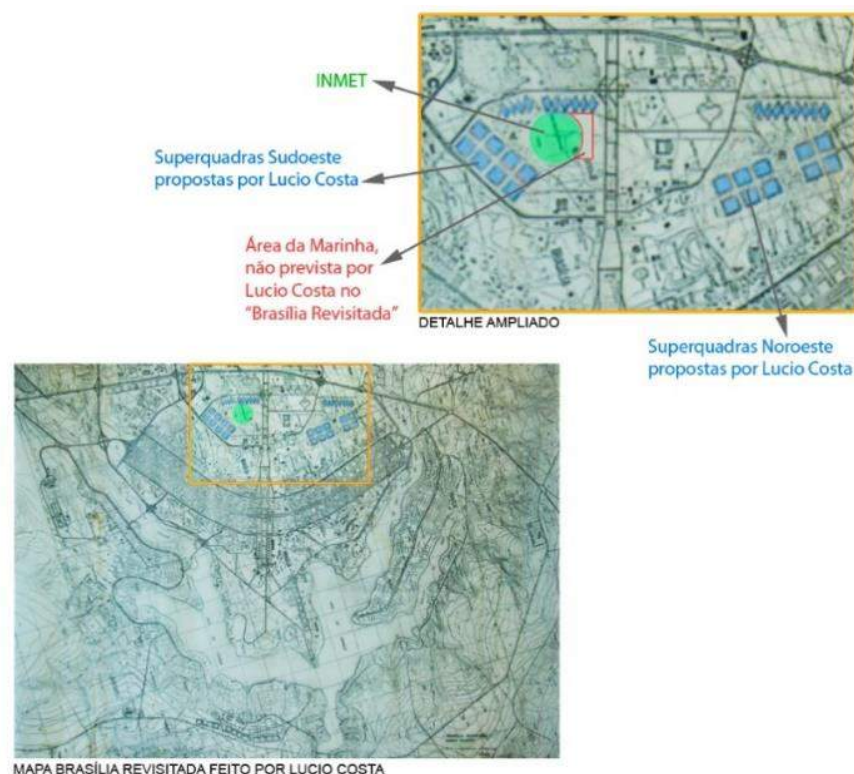 INMET
Superquadras Sudoeste
propostas por Lucio Costa
Área da Marinha,
não prevista por
Lucio Costa no
“Brasília Revisitada”
DETALHE AMPLIADO
Superquadras Noroeste
propostas por Lucio Costa
MAPA BRASÍLIA REVISITADA FEITO POR LUCIO COSTA